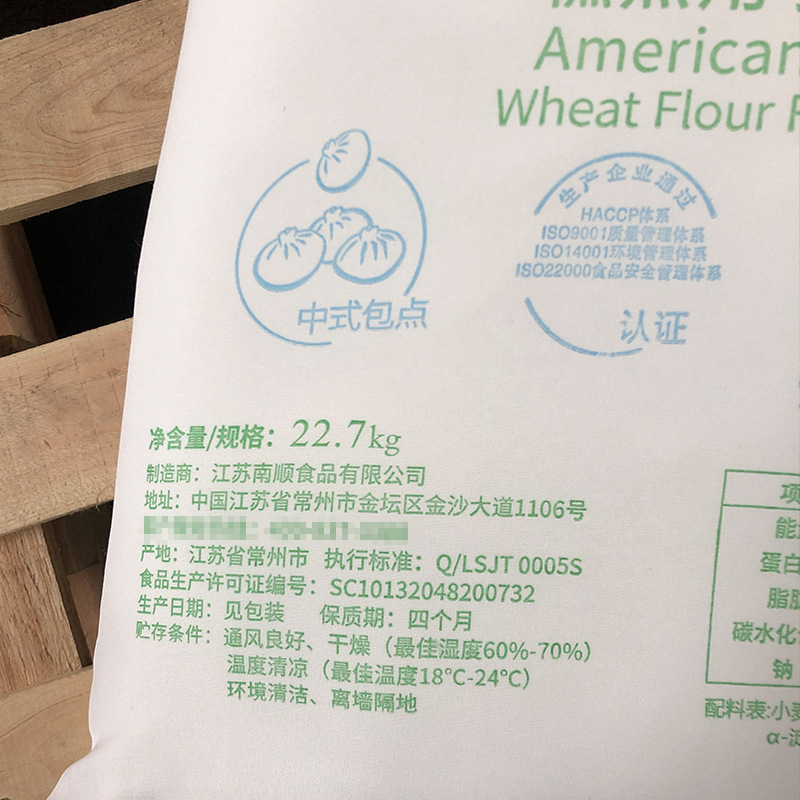 American
Wheat Flour
生产企业通过
HACCP体系
ISO9001质量管理体系
ISO14001环境管理体系
ISO22000食品安全管理体系
认证
中式包点
净含量/规格：22.7kg
制造商：江苏南顺食品有限公司
地址：中国江苏省常州市金坛区金沙大道1106号
产地：江苏省常州市 执行标准：Q/LSJT 0005S
食品生产许可证编号：SC10132048200732
生产日期：见包装 保质期：四个月
贮存条件：通风良好、干燥（最佳湿度60%-70%）
温度清凉（最佳温度18℃-24℃）
环境清洁、离墙隔地
项
能
蛋白
脂
碳水化
钠
配料表:小麦
α-